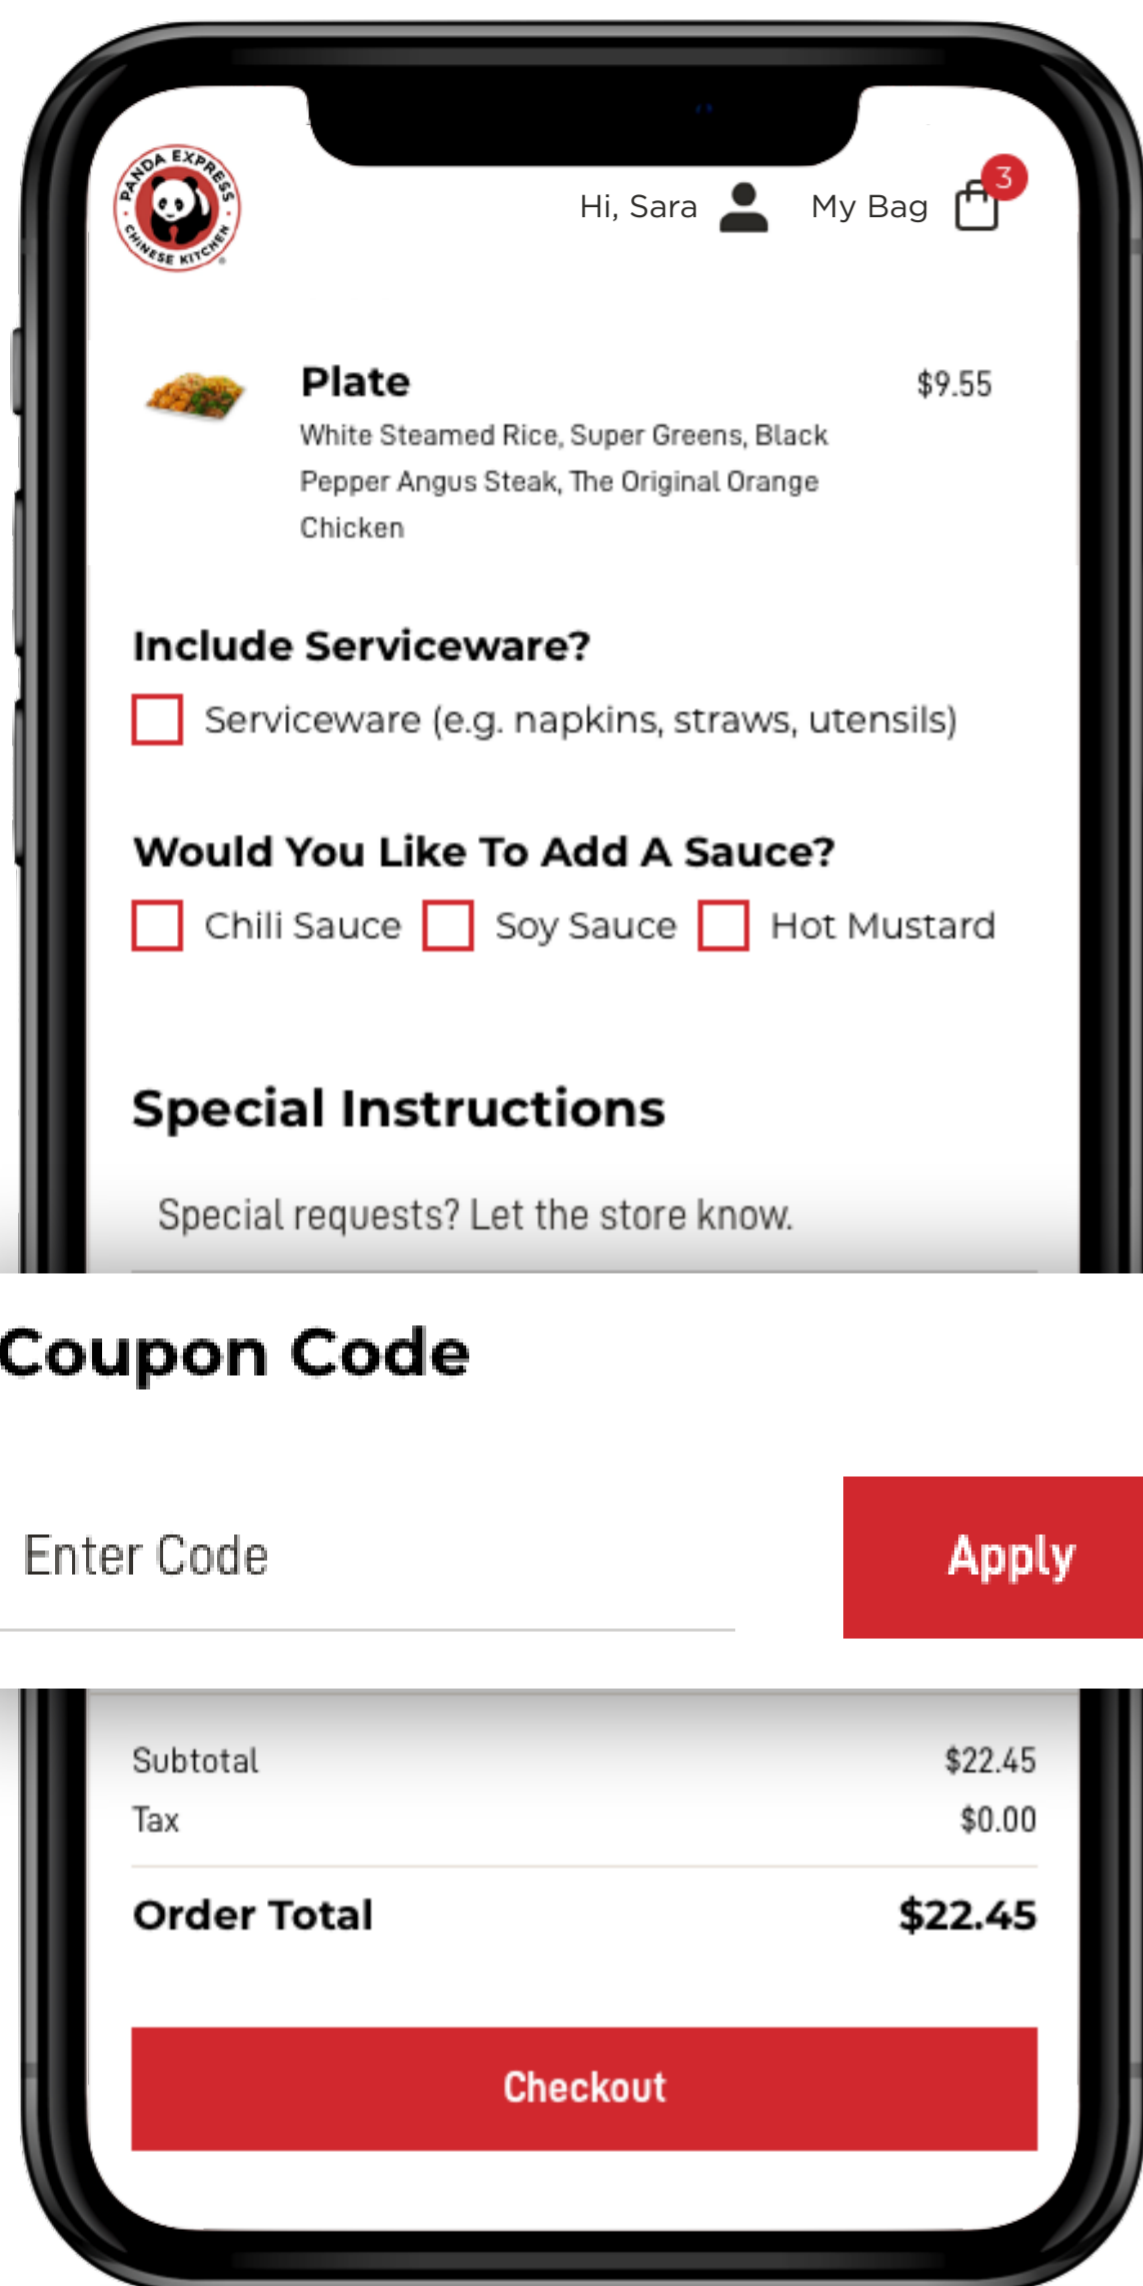 PANDA EXPRESS
CHINESE KITCHEN
®
Hi, Sara
My Bag
3
Plate
$9.55
White Steamed Rice, Super Greens, Black
Pepper Angus Steak, The Original Orange
Chicken
Include Serviceware?
Serviceware (e.g. napkins, straws, utensils)
Would You Like To Add A Sauce?
Chili Sauce
Soy Sauce
Hot Mustard
Special Instructions
Special requests? Let the store know.
Coupon Code
Enter Code
Apply
Subtotal
$22.45
Tax
$0.00
Order Total
$22.45
Checkout